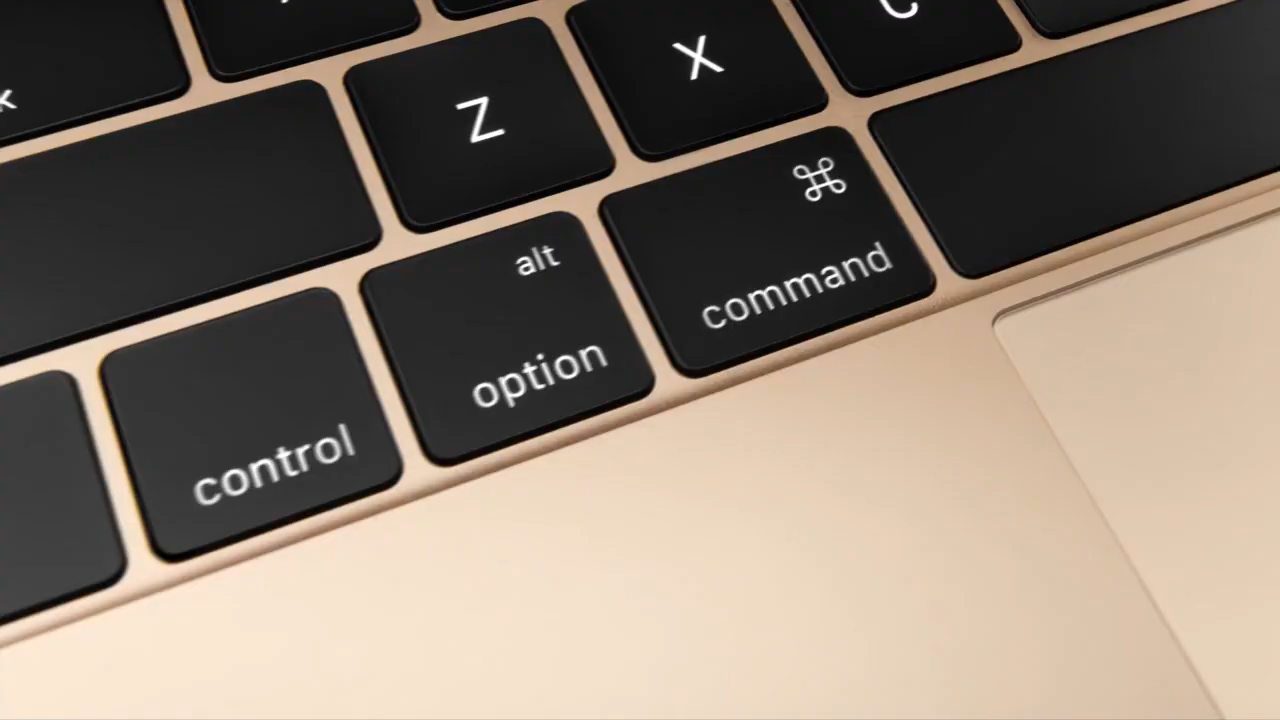 Z
X
C
⌘
alt
command
option
control